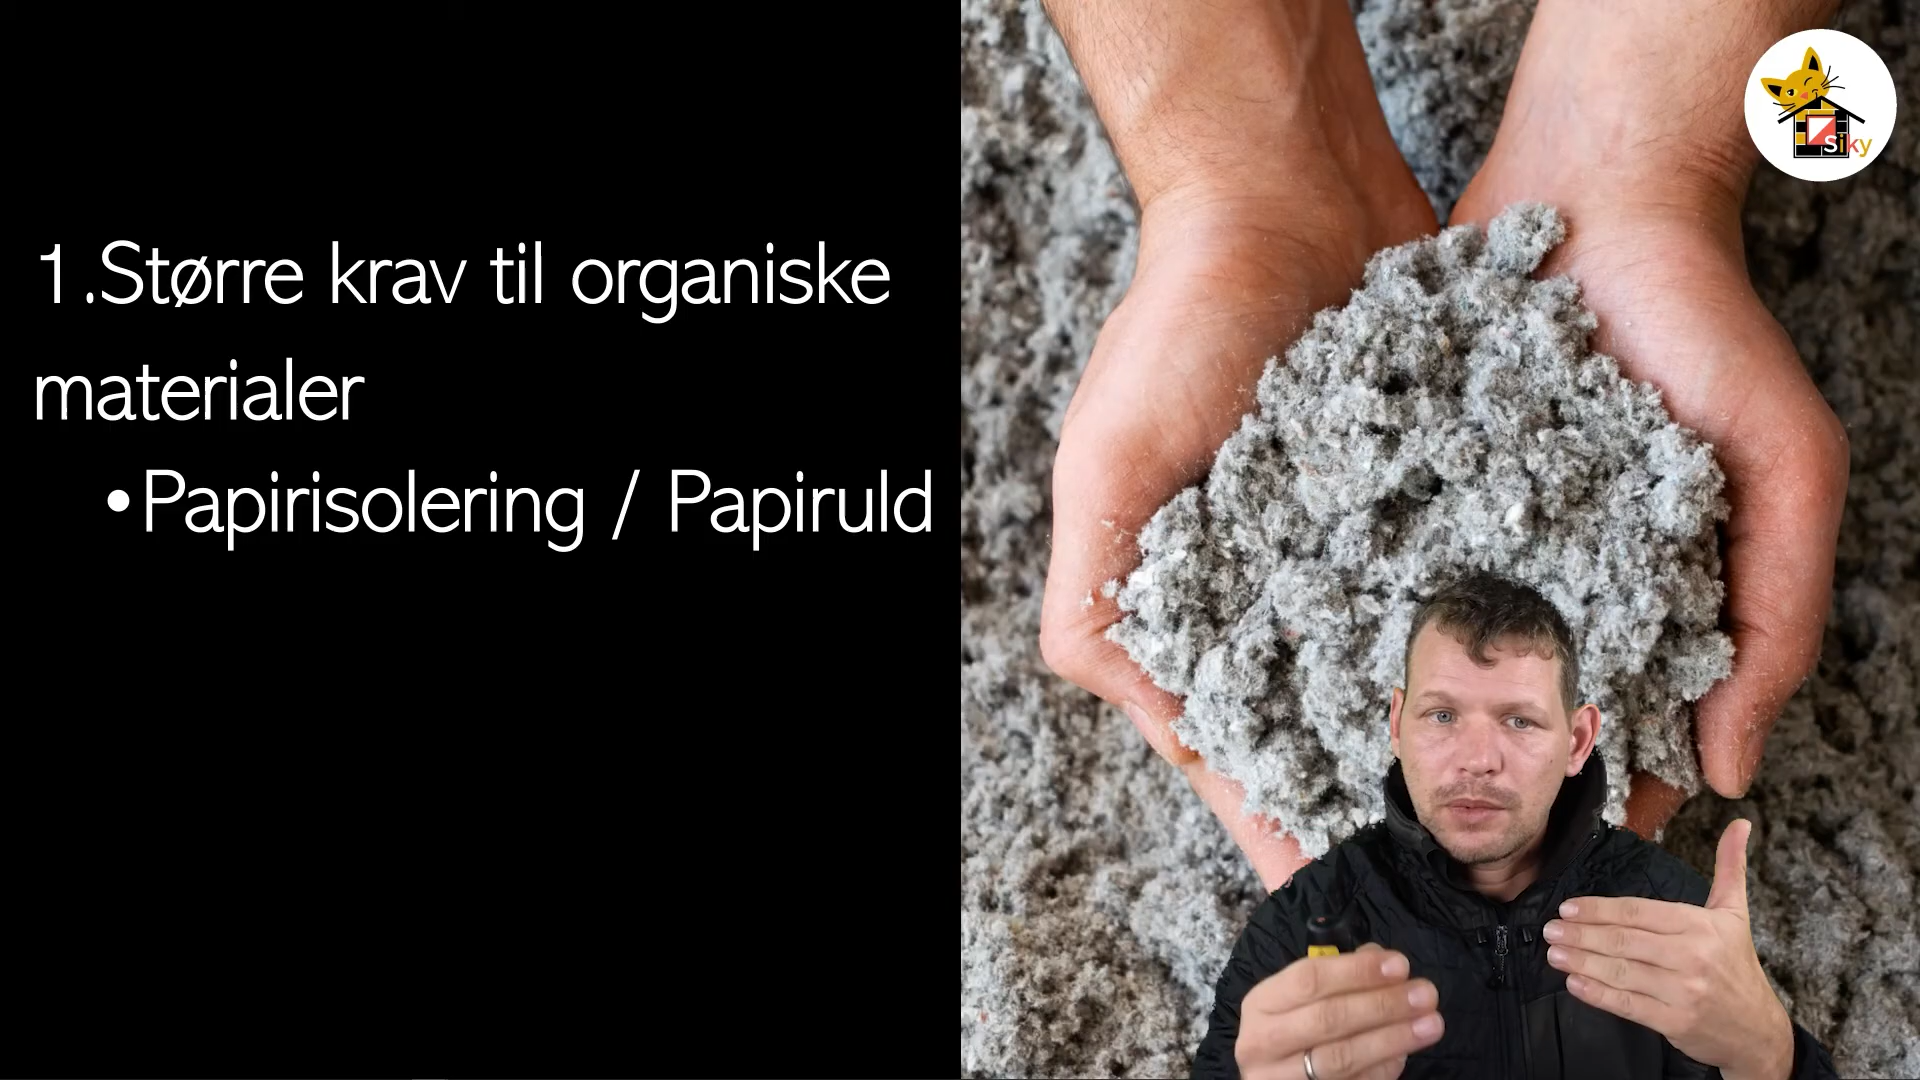 1.Større krav til organiske
materialer
•Papirisolering / Papiruld
Siky